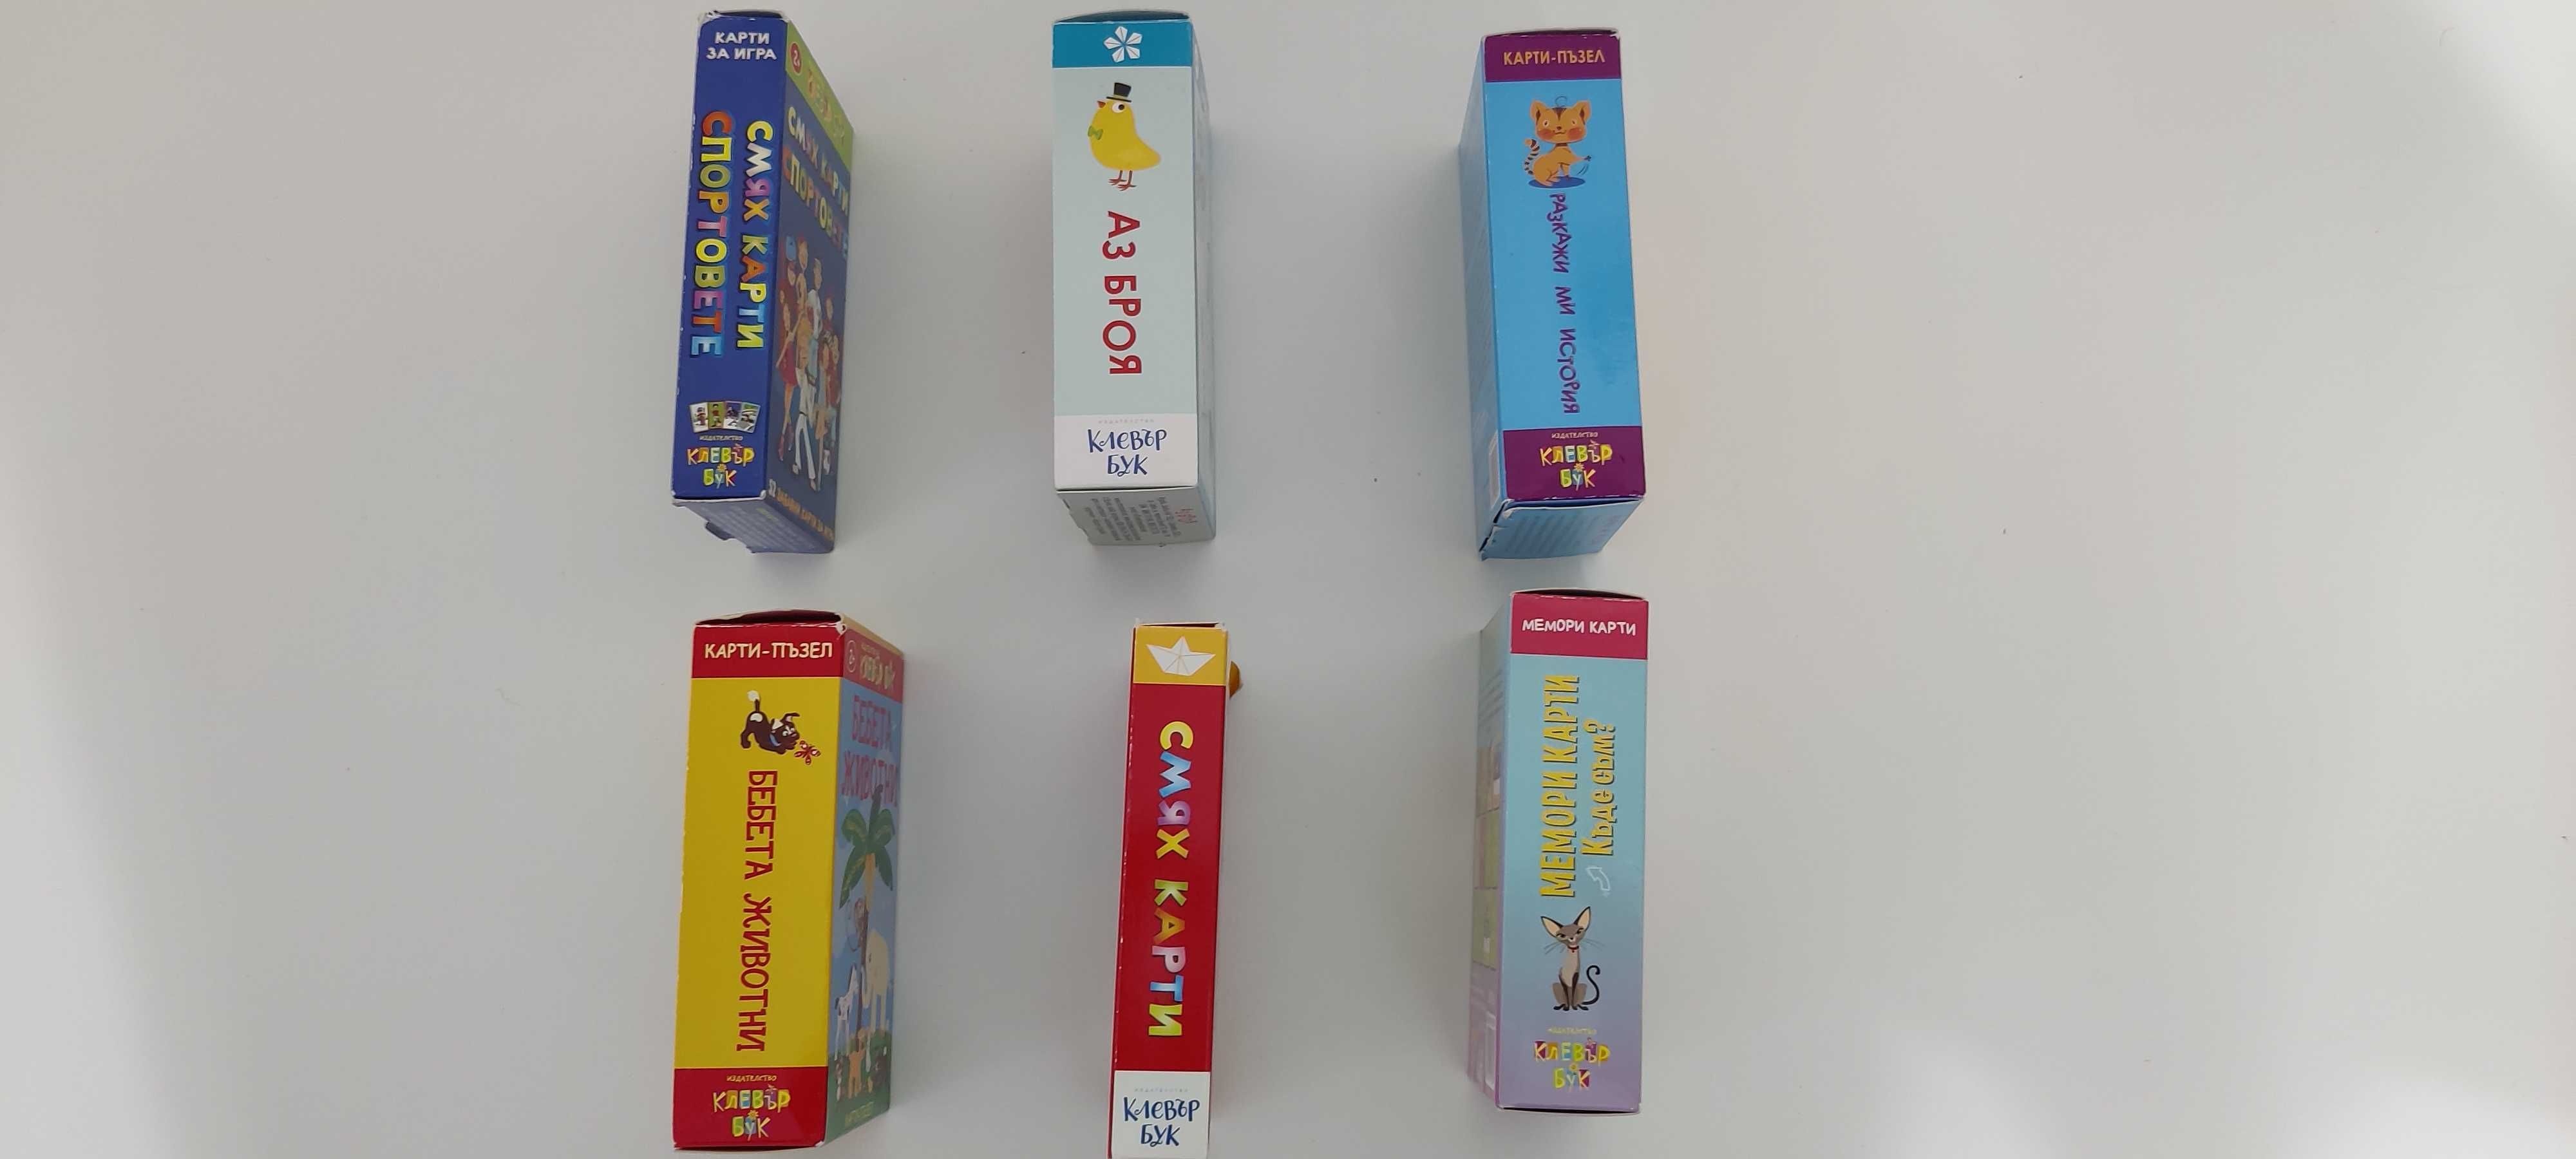 КАРТИ
ЗА ИГРА
СМЯХ КАРТИ
СПОРТОВЕТЕ
ИЗДАТЕЛСТВО
КЛЕВЪР
БУК
СМЯХ КАРТИ
СПОРТОВЕТЕ
АЗ БРОЯ
ИЗДАТЕЛСТВО
КЛЕВЪР
БУК
КАРТИ-ПЪЗЕЛ
РАЗКАЖИ МИ ИСТОРИЯ
ИЗДАТЕЛСТВО
КЛЕВЪР
БУК
КАРТИ-ПЪЗЕЛ
БЕБЕТА ЖИВОТНИ
ИЗДАТЕЛСТВО
КЛЕВЪР
БУК
КЛЕВЪР БУК
БЕБЕТА
ЖИВОТНИ
СМЯХ КАРТИ
ИЗДАТЕЛСТВО
КЛЕВЪР
БУК
МЕМОРИ КАРТИ
МЕМОРИ КАРТИ
Къде съм?
ИЗДАТЕЛСТВО
КЛЕВЪР
БУК